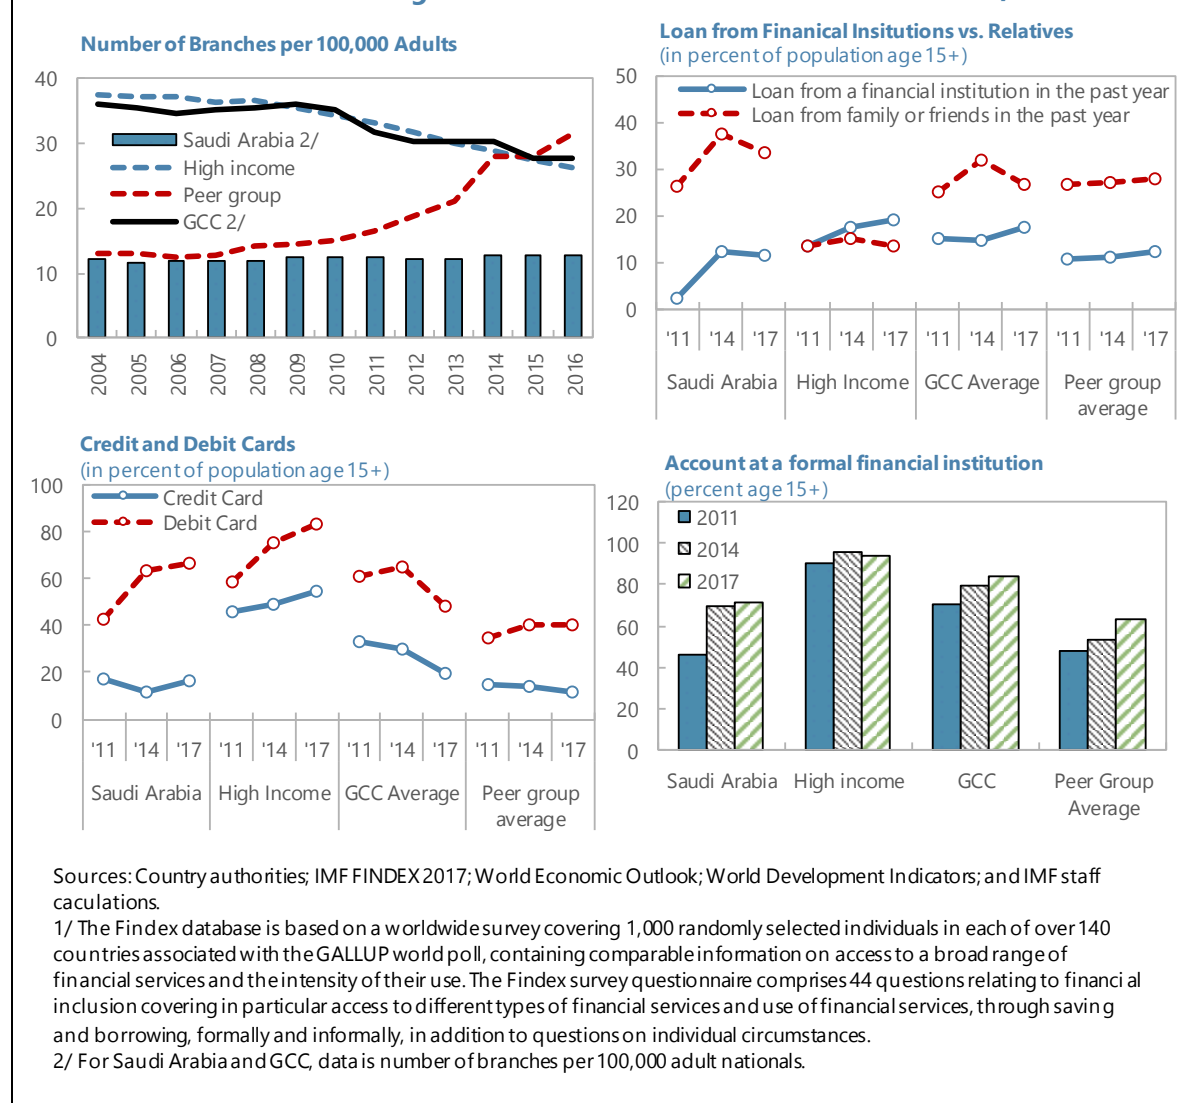 Number of Branches per 100,000 Adults
40
30
20
10
0
Saudi Arabia 2/
High income
Peer group
GCC 2/
2004 2005 2006 2007 2008 2009 2010 2011 2012 2013 2014 2015 2016
Loan from Finanical Insitutions vs. Relatives
(in percent of population age 15+)
50
40
30
20
10
0
Loan from a financial institution in the past year
Loan from family or friends in the past year
'11 '14 '17 '11 '14 '17 '11 '14 '17 '11 '14 '17
Saudi Arabia High Income GCC Average Peer group
average
Credit and Debit Cards
(in percent of population age 15+)
100
80
60
40
20
0
Credit Card
Debit Card
'11 '14 '17 '11 '14 '17 '11 '14 '17 '11 '14 '17
Saudi Arabia High Income GCC Average Peer group
average
Account at a formal financial institution
(percent age 15+)
120
100
80
60
40
20
0
2011
2014
2017
Saudi Arabia High income GCC Peer Group
Average
Sources: Country authorities; IMF FINDEX 2017; World Economic Outlook; World Development Indicators; and IMF staff
caculations.
1/ The Findex database is based on a worldwide survey covering 1,000 randomly selected individuals in each of over 140
countries associated with the GALLUP world poll, containing comparable information on access to a broad range of
financial services and the intensity of their use. The Findex survey questionnaire comprises 44 questions relating to financial
inclusion covering in particular access to different types of financial services and use of financial services, through saving
and borrowing, formally and informally, in addition to questions on individual circumstances.
2/ For Saudi Arabia and GCC, data is number of branches per 100,000 adult nationals.